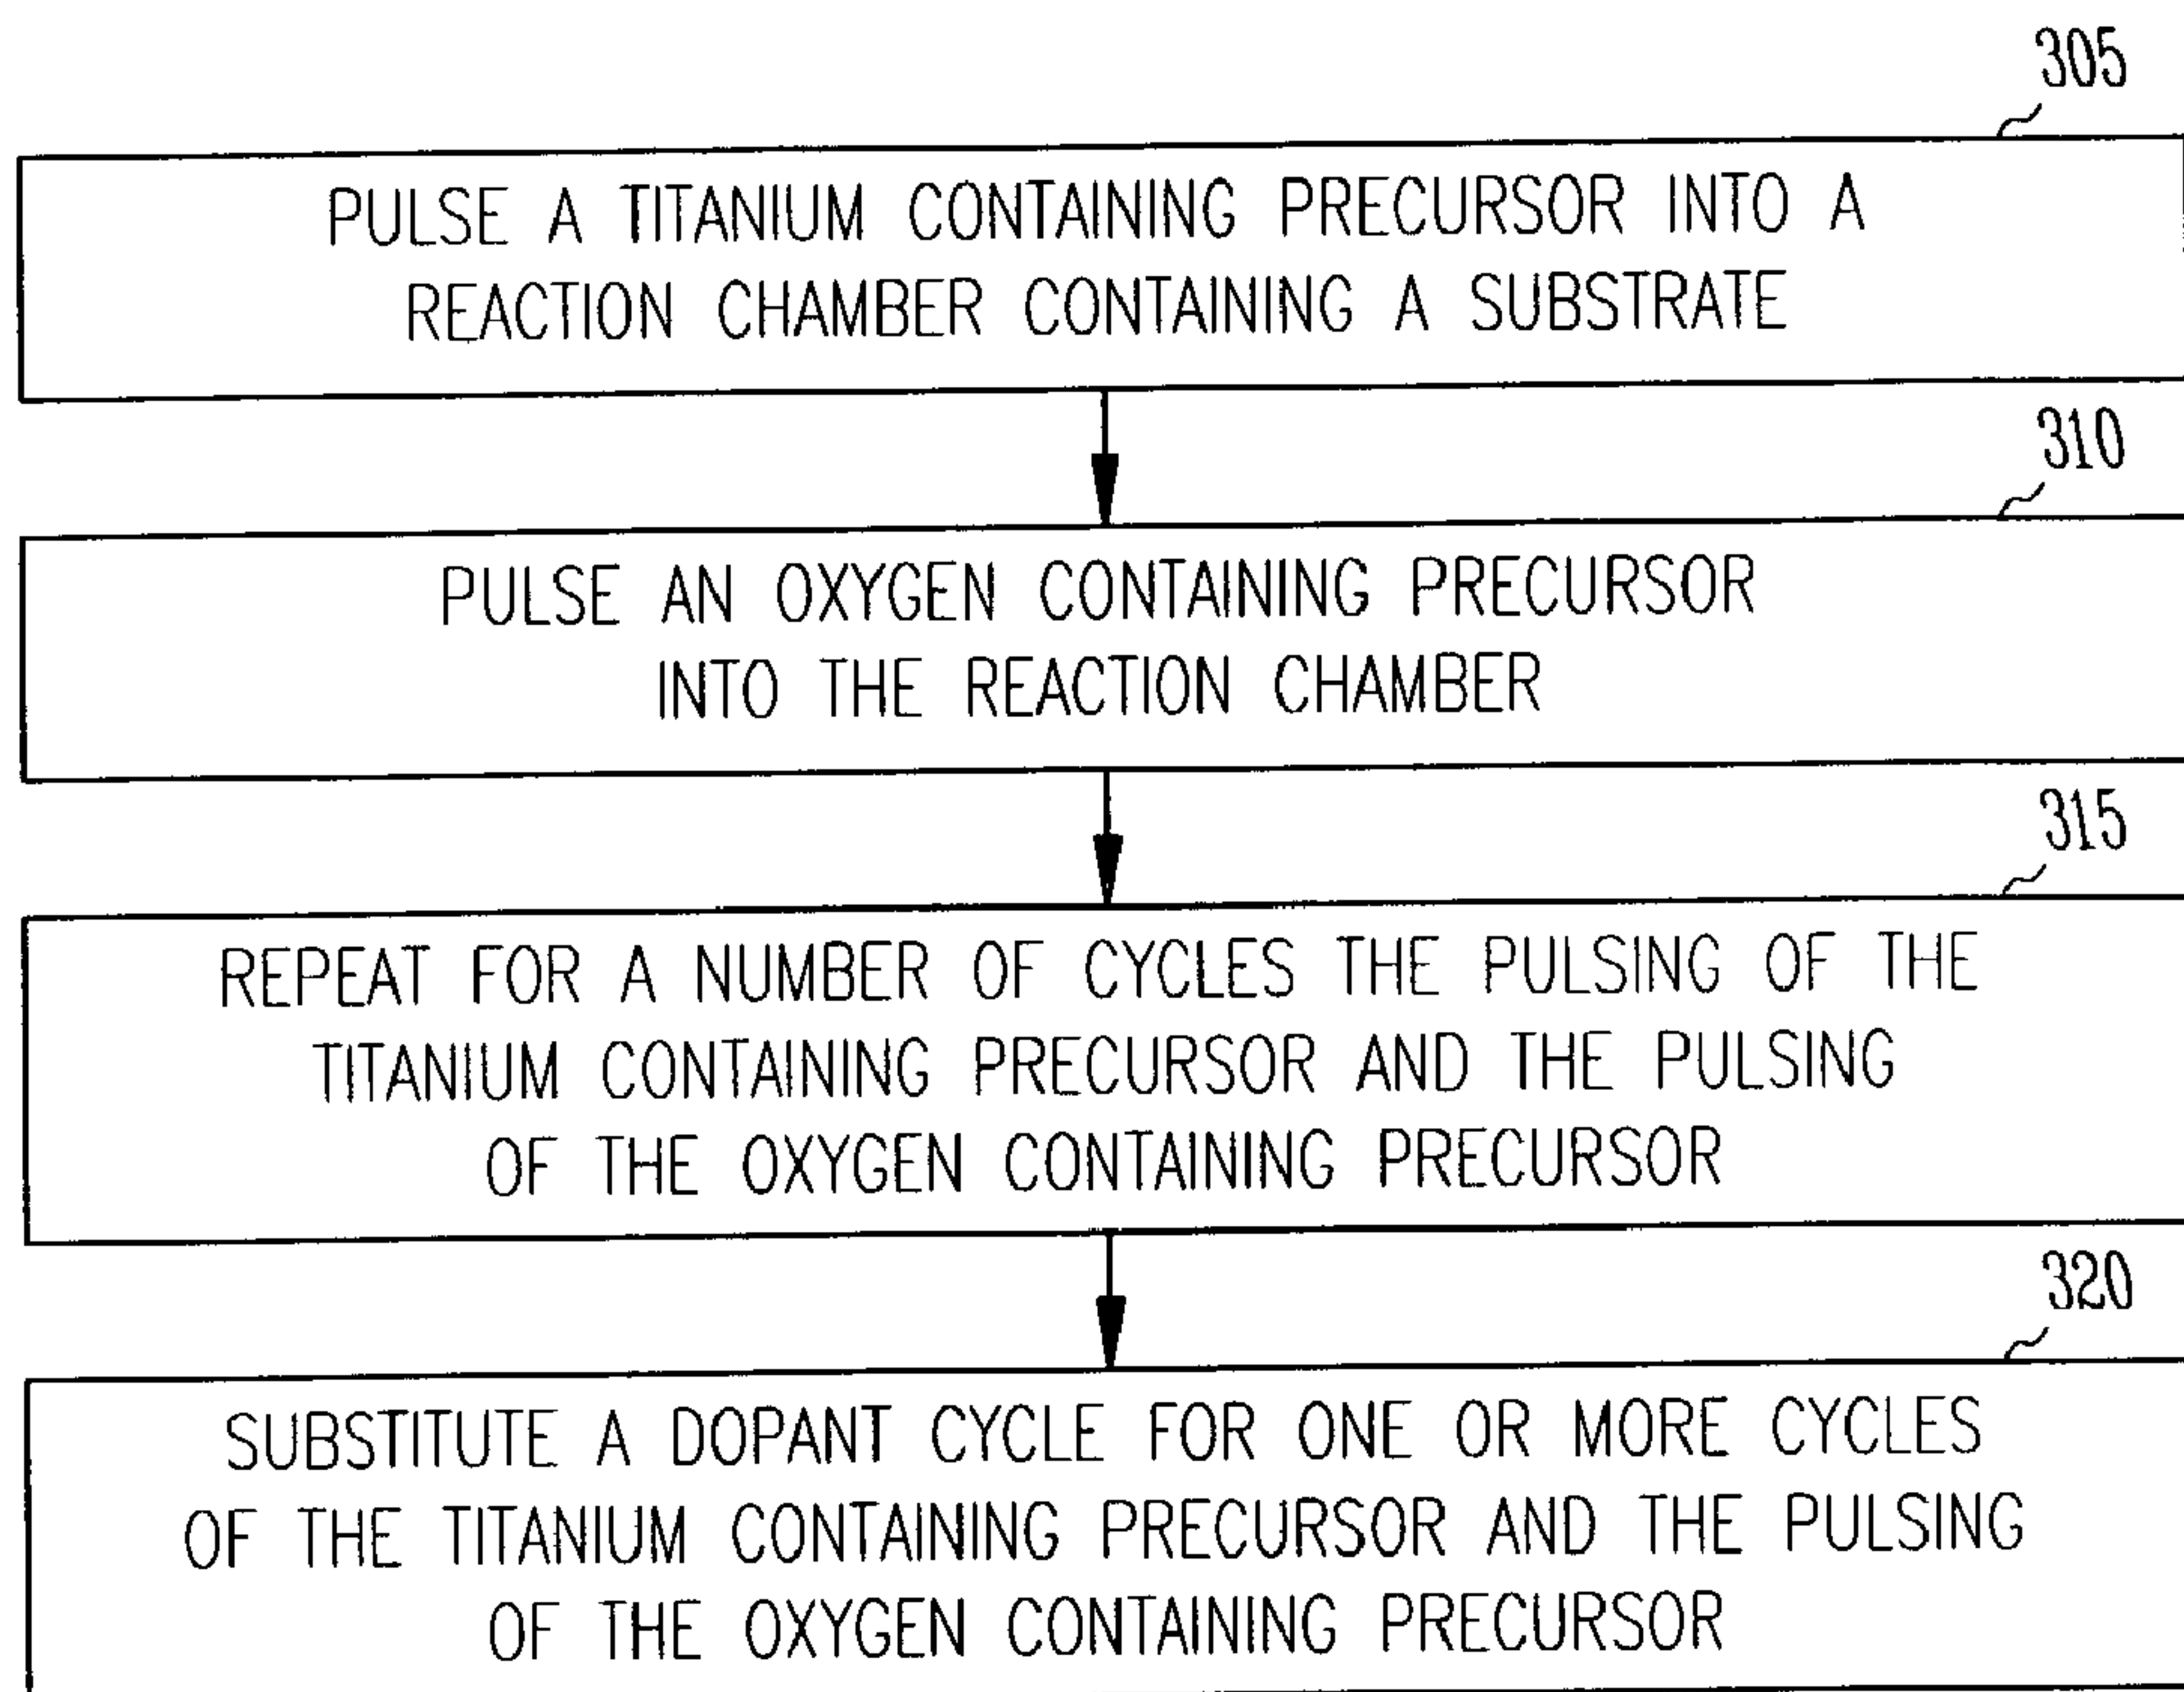 305
PULSE A TITANIUM CONTAINING PRECURSOR INTO A
REACTION CHAMBER CONTAINING A SUBSTRATE
310
PULSE AN OXYGEN CONTAINING PRECURSOR
INTO THE REACTION CHAMBER
315
REPEAT FOR A NUMBER OF CYCLES THE PULSING OF THE
TITANIUM CONTAINING PRECURSOR AND THE PULSING
OF THE OXYGEN CONTAINING PRECURSOR
320
SUBSTITUTE A DOPANT CYCLE FOR ONE OR MORE CYCLES
OF THE TITANIUM CONTAINING PRECURSOR AND THE PULSING
OF THE OXYGEN CONTAINING PRECURSOR